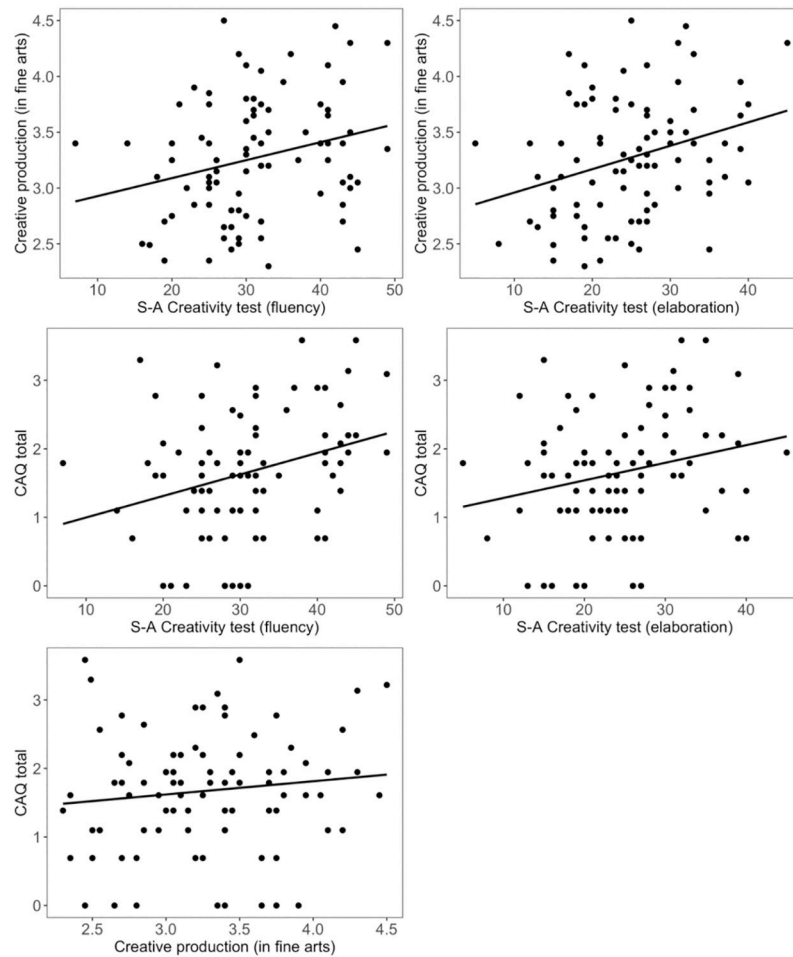 Creative production (in fine arts)
4.5
4.0
3.5
3.0
2.5
10 20 30 40 50
S-A Creativity test (fluency)
Creative production (in fine arts)
4.5
4.0
3.5
3.0
2.5
10 20 30 40
S-A Creativity test (elaboration)
CAQ total
3
2
1
0
10 20 30 40 50
S-A Creativity test (fluency)
CAQ total
3
2
1
0
10 20 30 40
S-A Creativity test (elaboration)
CAQ total
3
2
1
0
2.5 3.0 3.5 4.0 4.5
Creative production (in fine arts)